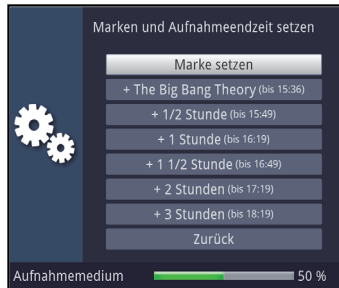 Marken und Aufnahmeendzeit setzen
Marke setzen
+ The Big Bang Theory (bis 15:36)
+ 1/2 Stunde (bis 15:49)
+ 1 Stunde (bis 16:19)
+ 1 1/2 Stunde (bis 16:49)
+ 2 Stunden (bis 17:19)
+ 3 Stunden (bis 18:19)
Zurück
Aufnahmemedium 50 %